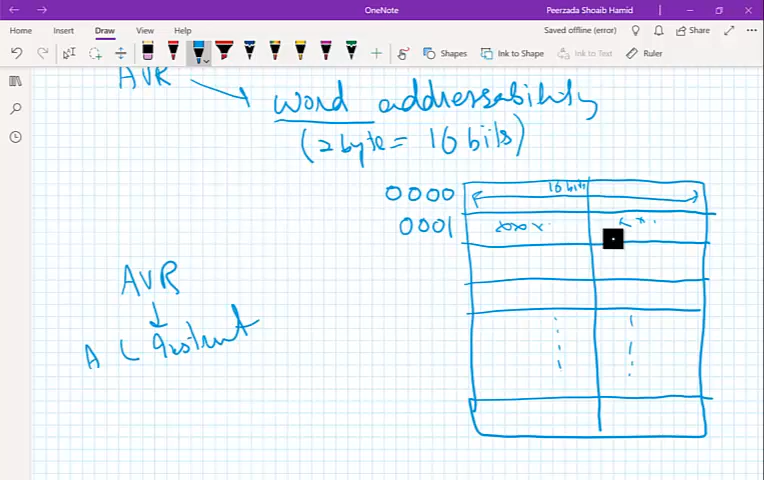 OneNote
Peerzada Shoaib Hamid
Home Insert Draw View Help
Saved offline (error)
Share
Shapes
Ink to Shape
Ink to Text
Ruler
AVR
word addressability
(2 byte = 16 bits)
0000
16 bits
0001
xxx x
AVR
A